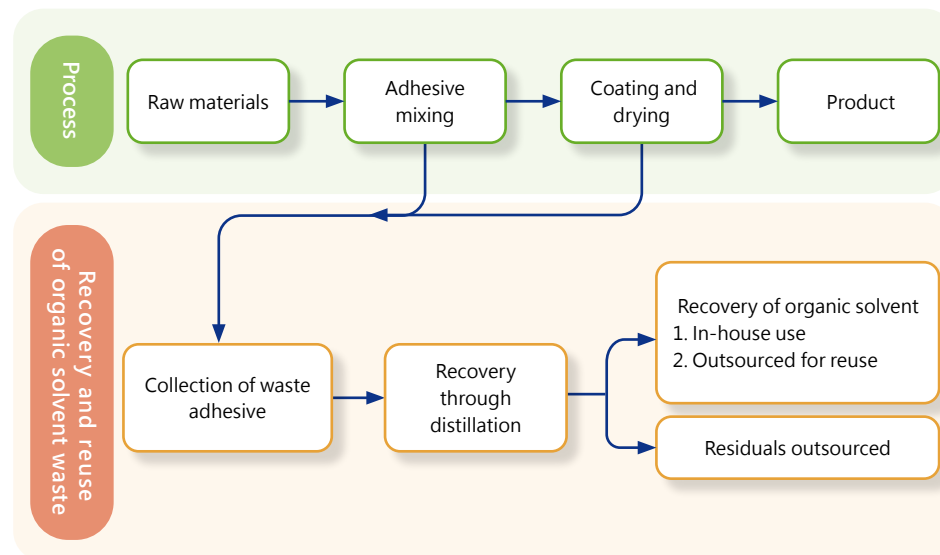 Process
Raw materials
Adhesive
mixing
Coating and
drying
Product
Recovery and reuse
of organic solvent waste
Collection of waste
adhesive
Recovery
through
distillation
Recovery of organic solvent
1. In-house use
2. Outsourced for reuse
Residuals outsourced